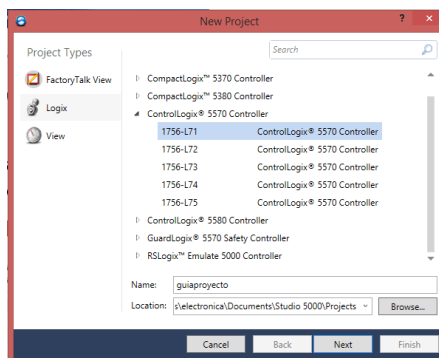 New Project
? ×
Project Types
Search
FactoryTalk View
Logix
View
CompactLogix™ 5370 Controller
CompactLogix™ 5380 Controller
ControlLogix® 5570 Controller
1756-L71 ControlLogix® 5570 Controller
1756-L72 ControlLogix® 5570 Controller
1756-L73 ControlLogix® 5570 Controller
1756-L74 ControlLogix® 5570 Controller
1756-L75 ControlLogix® 5570 Controller
ControlLogix® 5580 Controller
GuardLogix® 5570 Safety Controller
RSLogix™ Emulate 5000 Controller
Name: guiaproyecto
Location: s\electronica\Documents\Studio 5000\Projects Browse...
Cancel Back Next Finish